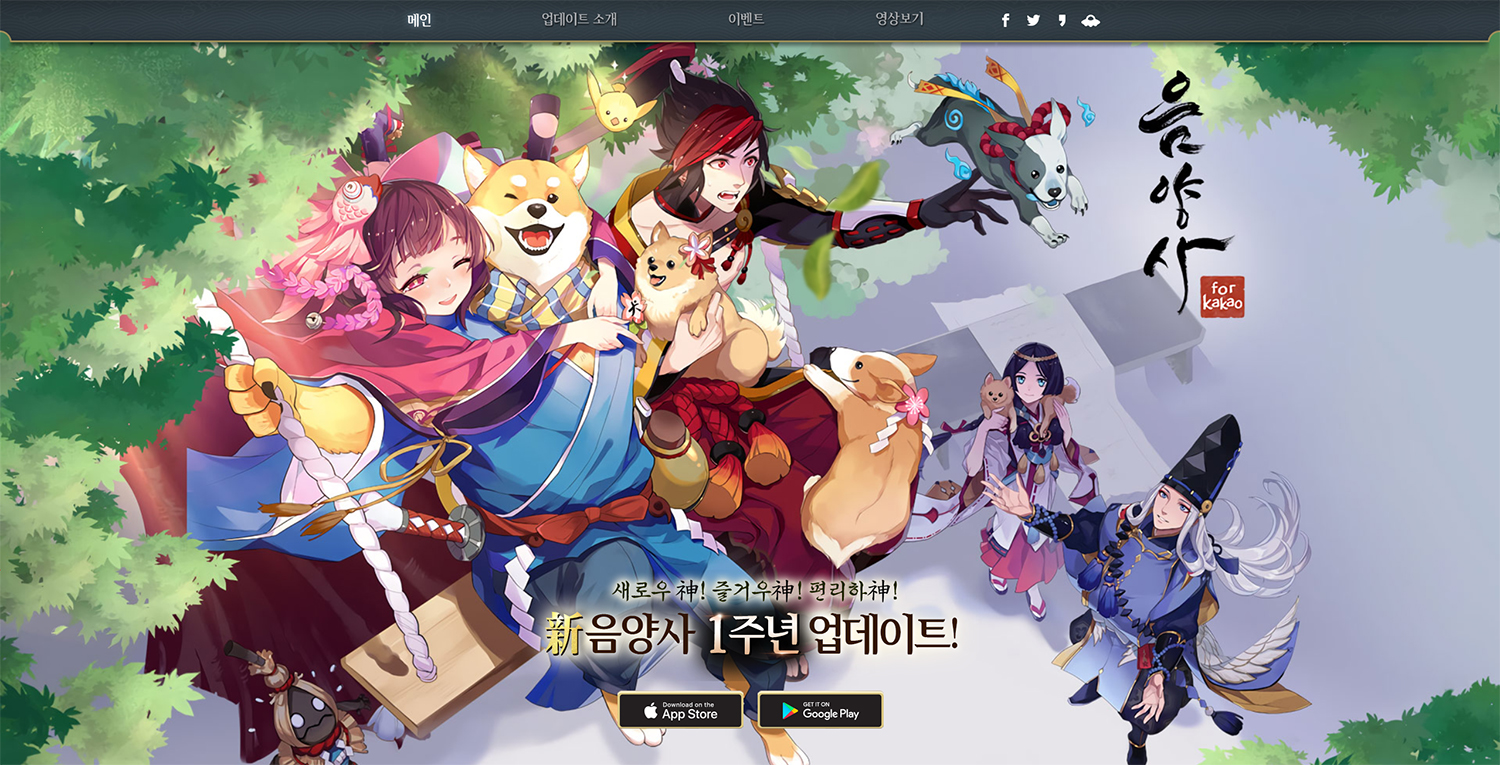 메인
업데이트 소개
이벤트
영상보기
음양사
for
kakao
새로우神! 즐거우神! 편리하神!
新음양사 1주년 업데이트!
Download on the
App Store
GET IT ON
Google Play